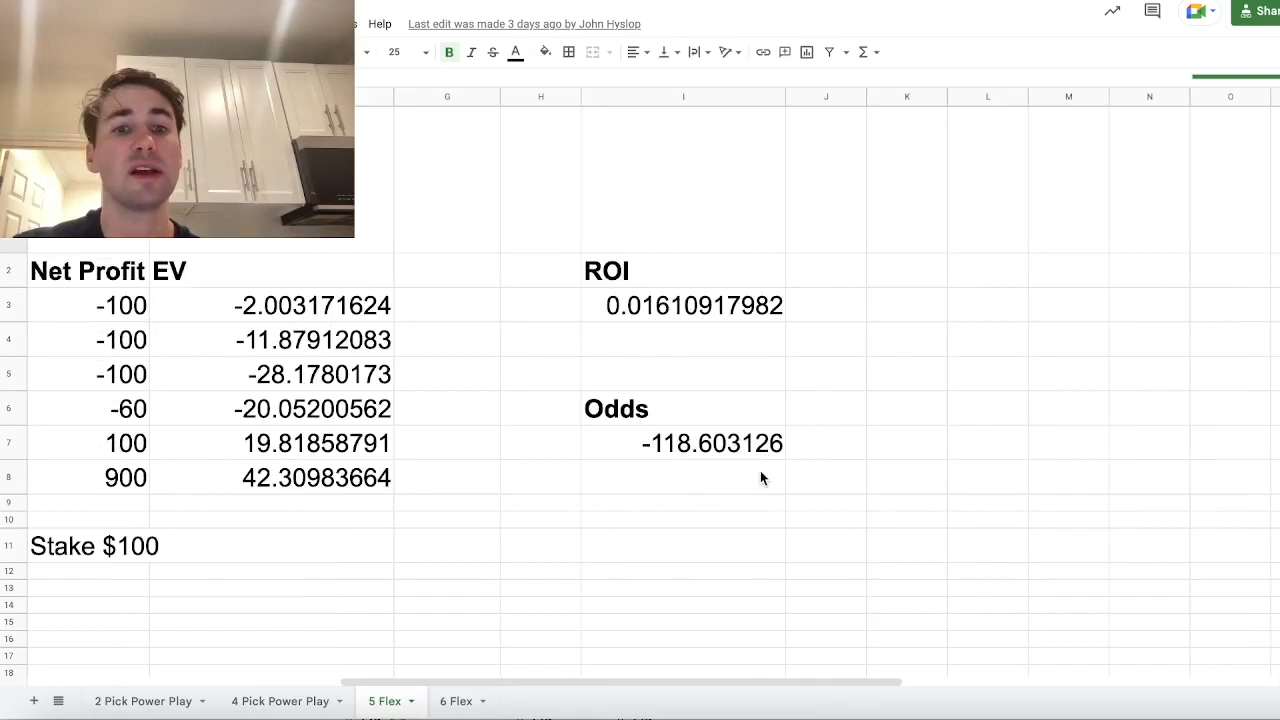 Help Last edit was made 3 days ago by John Hyslop
Shar
25 B I S A
G H I J K L M N O
2 Net Profit EV ROI
3 -100 -2.003171624 0.01610917982
4 -100 -11.87912083
5 -100 -28.1780173
6 -60 -20.05200562 Odds
7 100 19.81858791 -118.603126
8 900 42.30983664
9
10
11 Stake $100
12
13
14
15
16
17
18
+ 2 Pick Power Play 4 Pick Power Play 5 Flex 6 Flex